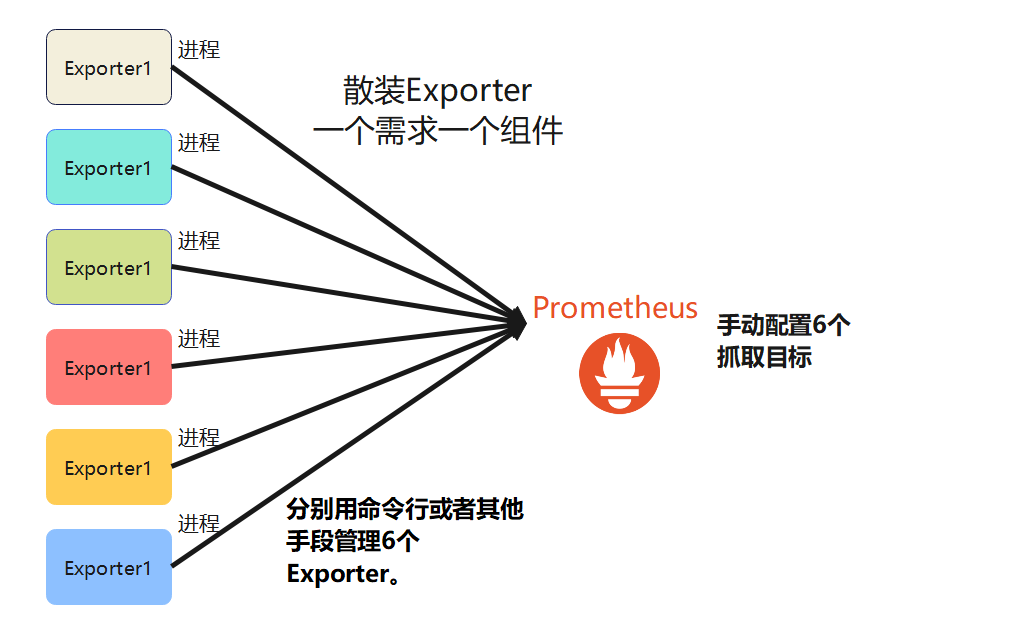 进程
Exporter1
散装Exporter
一个需求一个组件
进程
Exporter1
进程
Exporter1
Prometheus
手动配置6个
抓取目标
进程
Exporter1
进程
Exporter1
分别用命令行或者其他
手段管理6个
Exporter。
进程
Exporter1